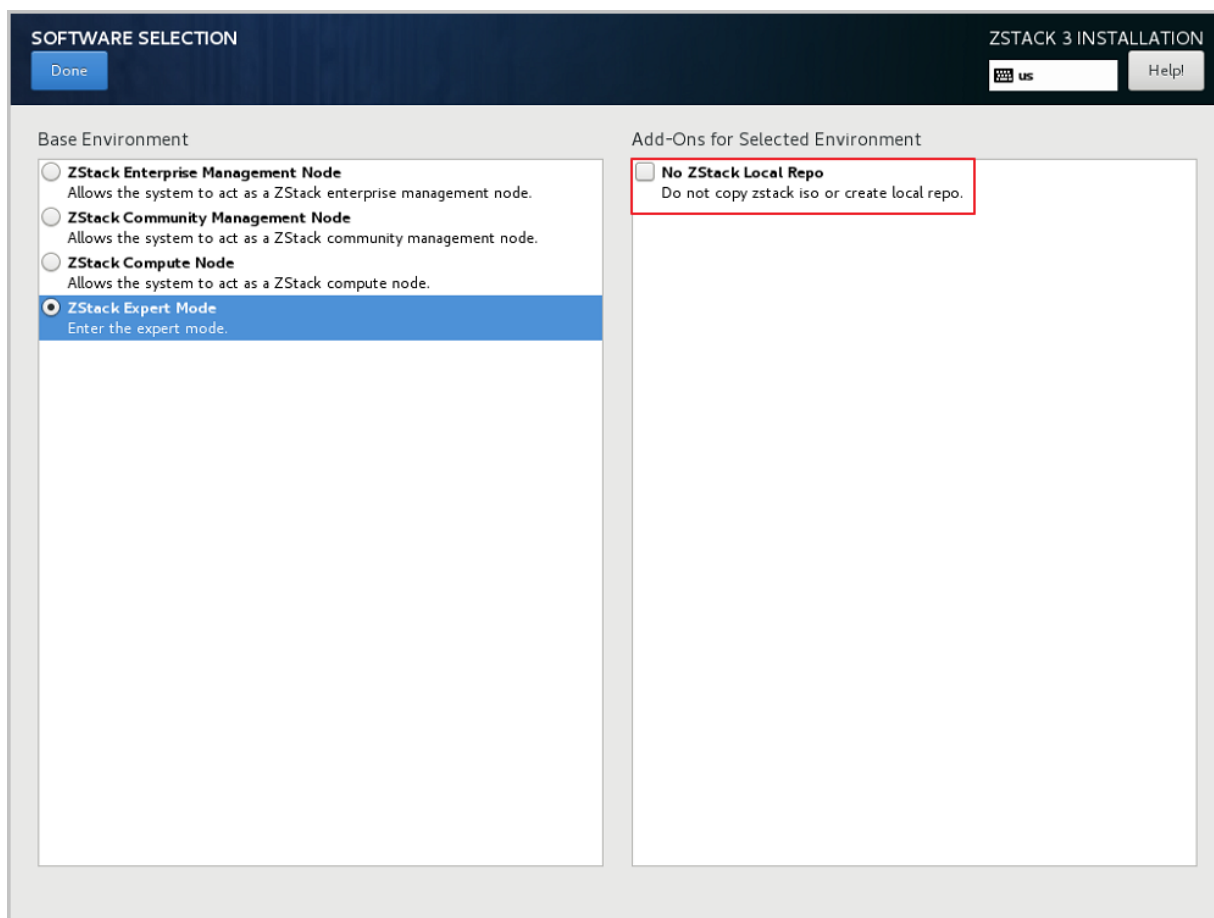 SOFTWARE SELECTION
ZSTACK 3 INSTALLATION
Done
us
Help!
Base Environment
ZStack Enterprise Management Node
Allows the system to act as a ZStack enterprise management node.
ZStack Community Management Node
Allows the system to act as a ZStack community management node.
ZStack Compute Node
Allows the system to act as a ZStack compute node.
ZStack Expert Mode
Enter the expert mode.
Add-Ons for Selected Environment
No ZStack Local Repo
Do not copy zstack iso or create local repo.